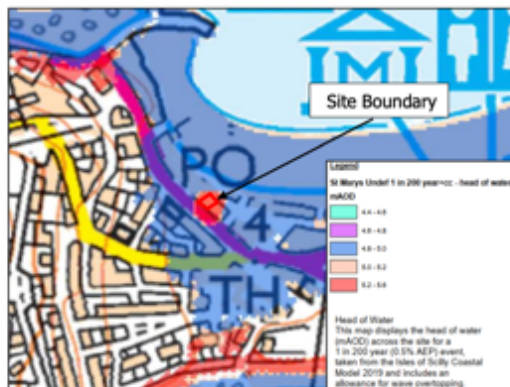 Site Boundary
PO
4
TH
Legend
St Marys Undef 1 in 200 year+cc - head of water
mAOD
4.4 - 4.6
4.6 - 4.8
4.8 - 5.0
5.0 - 5.2
5.2 - 5.6
Head of Water
This map displays the head of water
(mAOD) across the site for a
1 in 200 year (0.5% AEP) event,
taken from the Isles of Scilly Coastal
Model 2019 and includes an
allowance for wave overtopping.